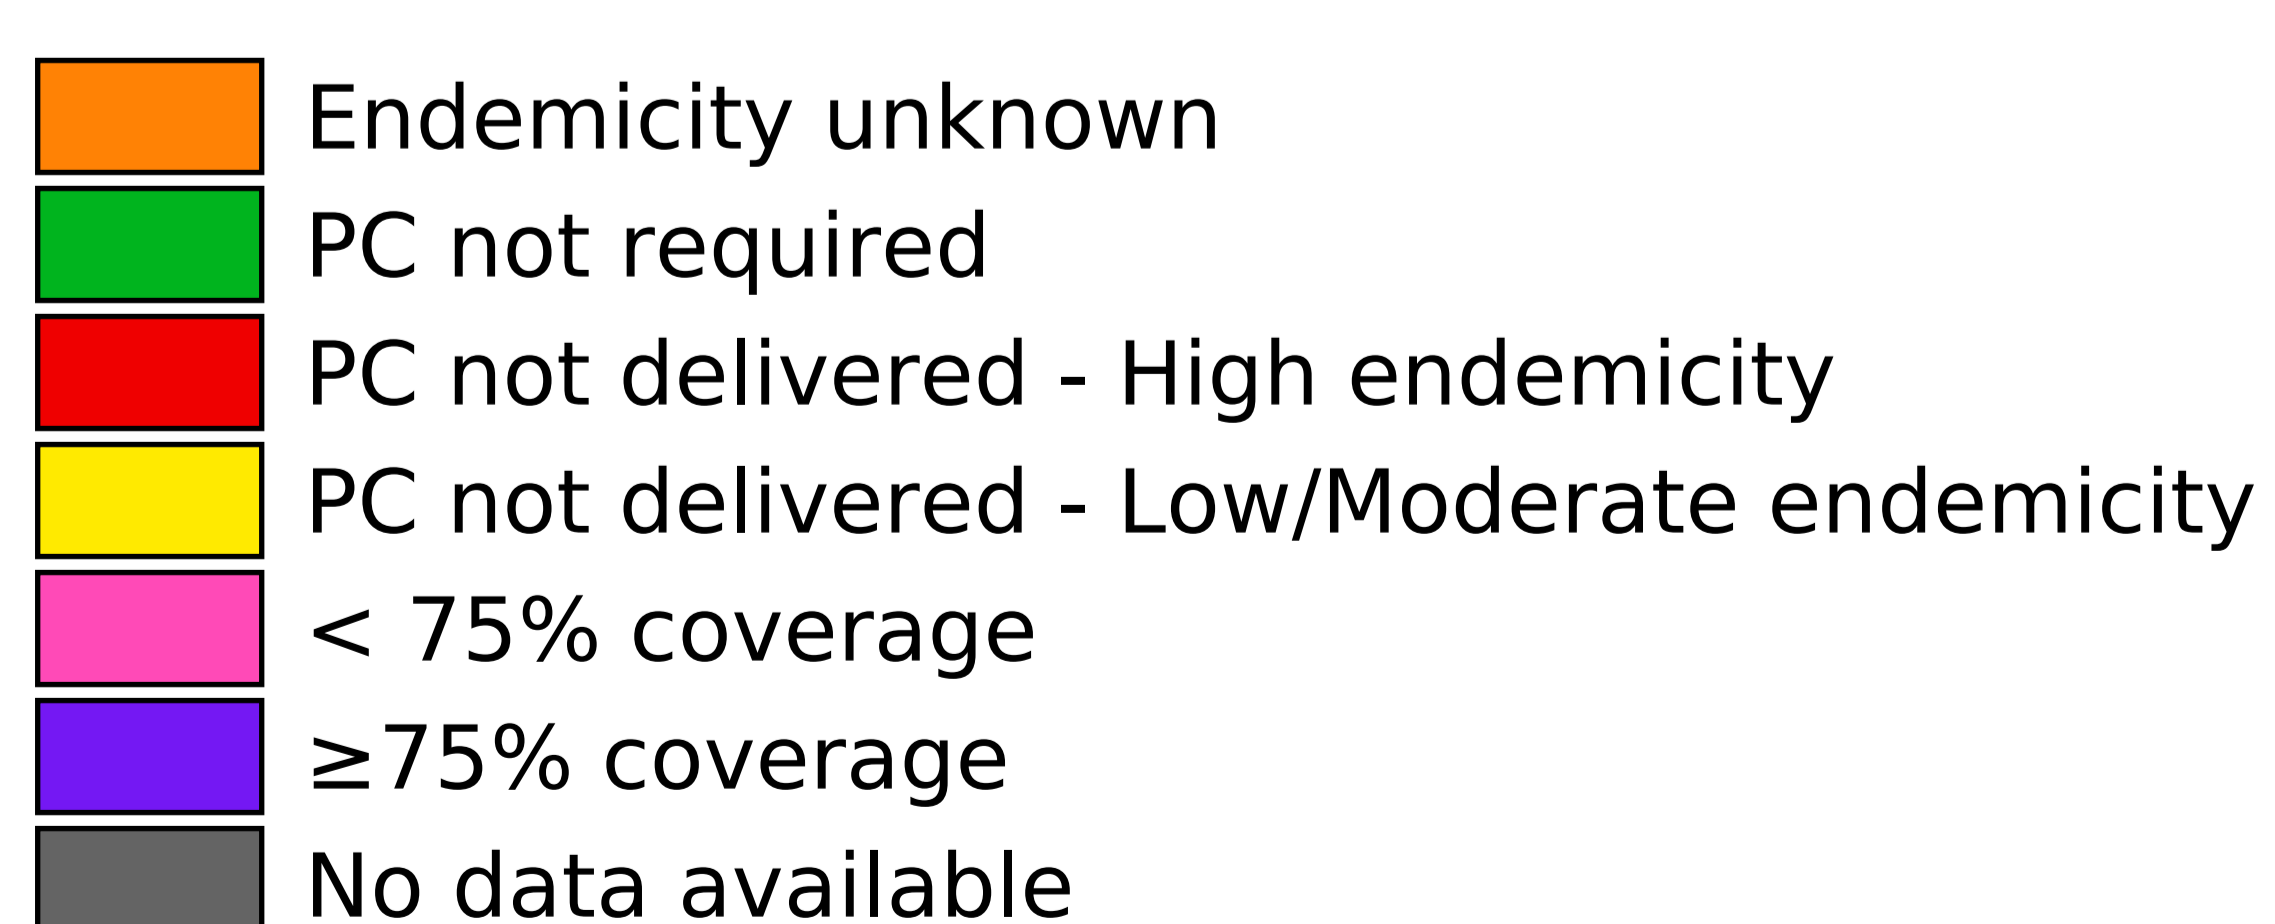 Endemicity unknown
PC not required
PC not delivered - High endemicity
PC not delivered - Low/Moderate endemicity
< 75% coverage
≥75% coverage
No data available